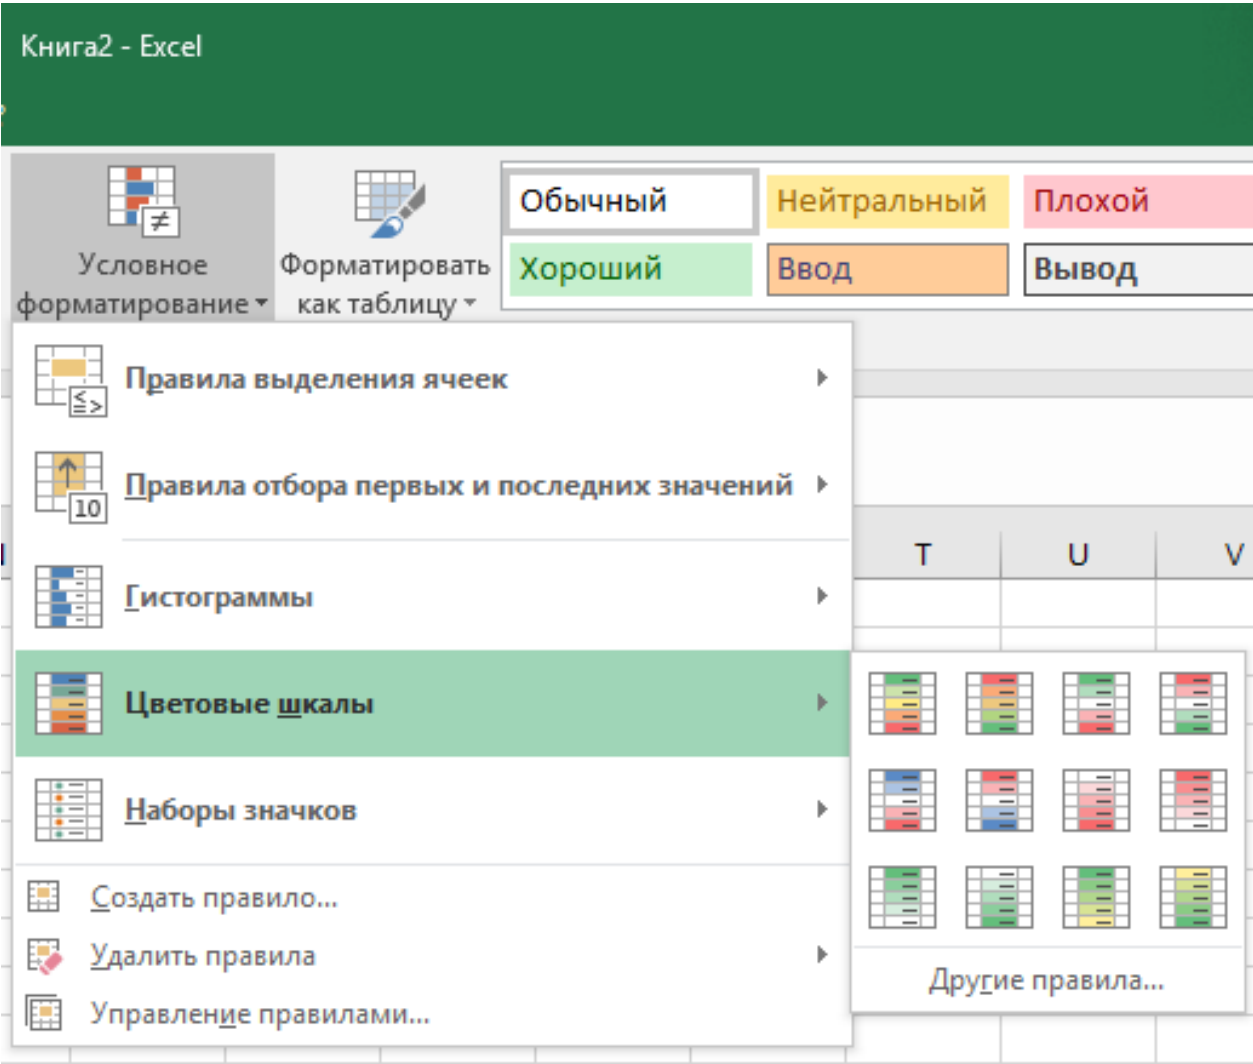 Книга2 - Excel
Условное
форматирование
Форматировать
как таблицу
Обычный
Нейтральный
Плохой
Хороший
Ввод
Вывод
Правила выделения ячеек
Правила отбора первых и последних значений
10
Гистограммы
Цветовые шкалы
Наборы значков
Создать правило...
Удалить правила
Управление правилами...
T
U
V
Другие правила...